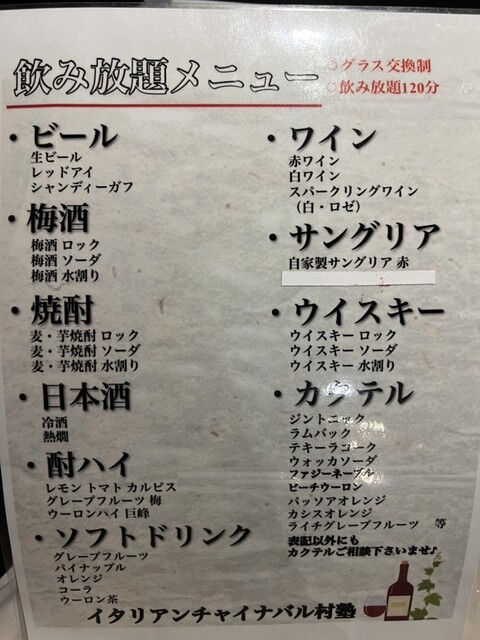 飲み放題メニュー
○グラス交換制
○飲み放題120分
・ビール
生ビール
レッドアイ
シャンディーガフ
・梅酒
梅酒 ロック
梅酒 ソーダ
梅酒 水割り
・焼酎
麦・芋焼酎 ロック
麦・芋焼酎 ソーダ
麦・芋焼酎 水割り
・日本酒
冷酒
熱燗
・酎ハイ
レモン トマト カルピス
グレープフルーツ 梅
ウーロンハイ 巨峰
・ソフトドリンク
グレープフルーツ
パイナップル
オレンジ
コーラ
ウーロン茶
・ワイン
赤ワイン
白ワイン
スパークリングワイン
（白・ロゼ）
・サングリア
自家製サングリア 赤
・ウイスキー
ウイスキー ロック
ウイスキー ソーダ
ウイスキー 水割り
・カクテル
ジントニック
ラムバック
テキーラコーク
ウォッカソーダ
ファジーネーブル
ピーチウーロン
パッソアオレンジ
カシスオレンジ
ライチグレープフルーツ 等
表記以外にも
カクテルご相談下さいませ♪
イタリアンチャイナバル村塾